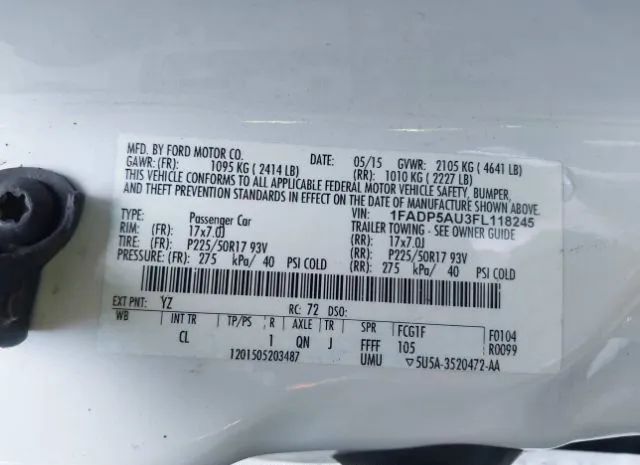 MFD. BY FORD MOTOR CO.
DATE: 05/15 GVWR: 2105 KG ( 4641 LB)
GAWR: (FR): 1095 KG ( 2414 LB) (RR): 1010 KG ( 2227 LB)
THIS VEHICLE CONFORMS TO ALL APPLICABLE FEDERAL MOTOR VEHICLE SAFETY, BUMPER,
AND THEFT PREVENTION STANDARDS IN EFFECT ON THE DATE OF MANUFACTURE SHOWN ABOVE.
VIN: 1FADP5AU3FL118245
TYPE: Passenger Car TRAILER TOWING - SEE OWNER GUIDE
RIM: (FR): 17x7.0J (RR): 17x7.0J
TIRE: (FR): P225/50R17 93V (RR): P225/50R17 93V
PRESSURE: (FR): 275 kPa/ 40 PSI COLD (RR): 275 kPa/ 40 PSI COLD
EXT PNT: YZ RC: 72 DSO:
WB INT TR TP/PS R AXLE TR SPR FCG1F F0104
CL 1 QN J FFFF 105 R0099
1201505203487 UMU ▽5U5A-3520472-AA